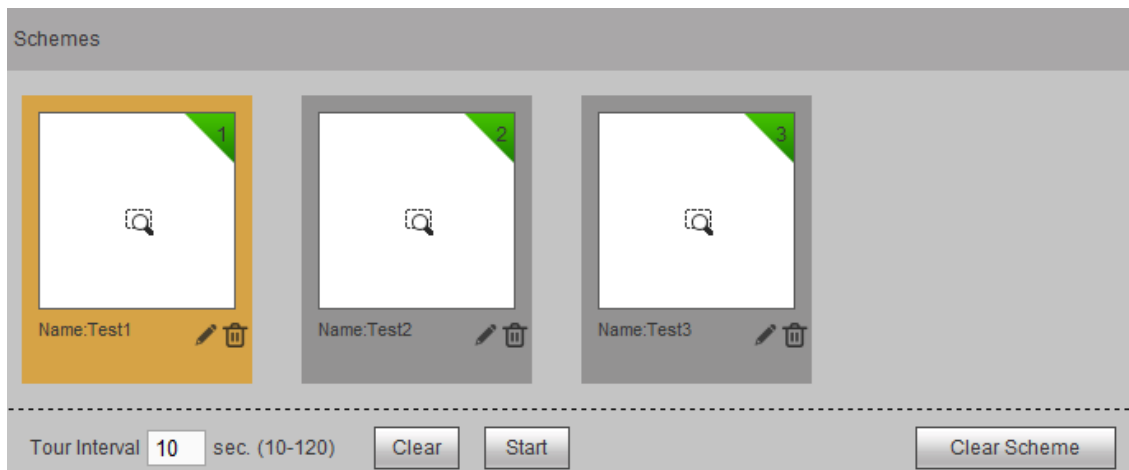 Schemes
1
2
3
Name:Test1
Name:Test2
Name:Test3
Tour Interval 10 sec. (10-120) Clear Start Clear Scheme